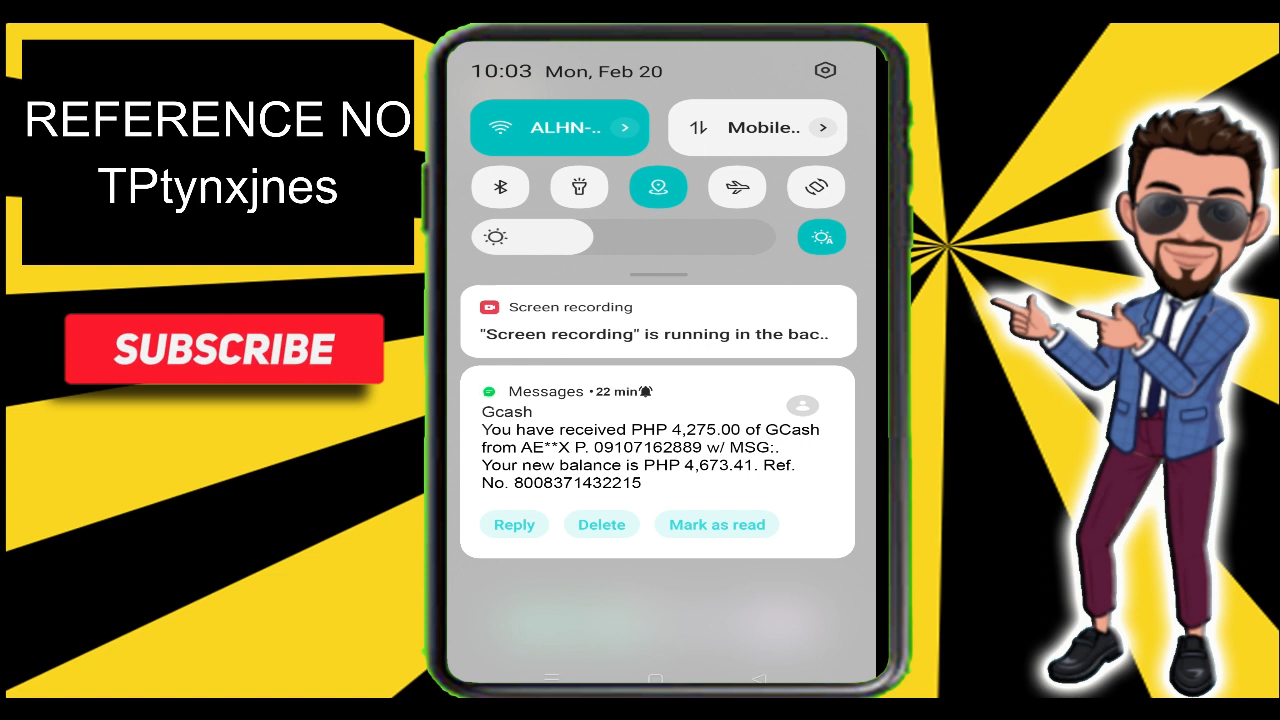 REFERENCE NO
TPtynxjnes
SUBSCRIBE
10:03 Mon, Feb 20
ALHN-..
Mobile..
A
Screen recording
"Screen recording" is running in the bac..
Messages • 22 min
Gcash
You have received PHP 4,275.00 of GCash
from AE**X P. 09107162889 w/ MSG:.
Your new balance is PHP 4,673.41. Ref.
No. 8008371432215
Reply Delete Mark as read